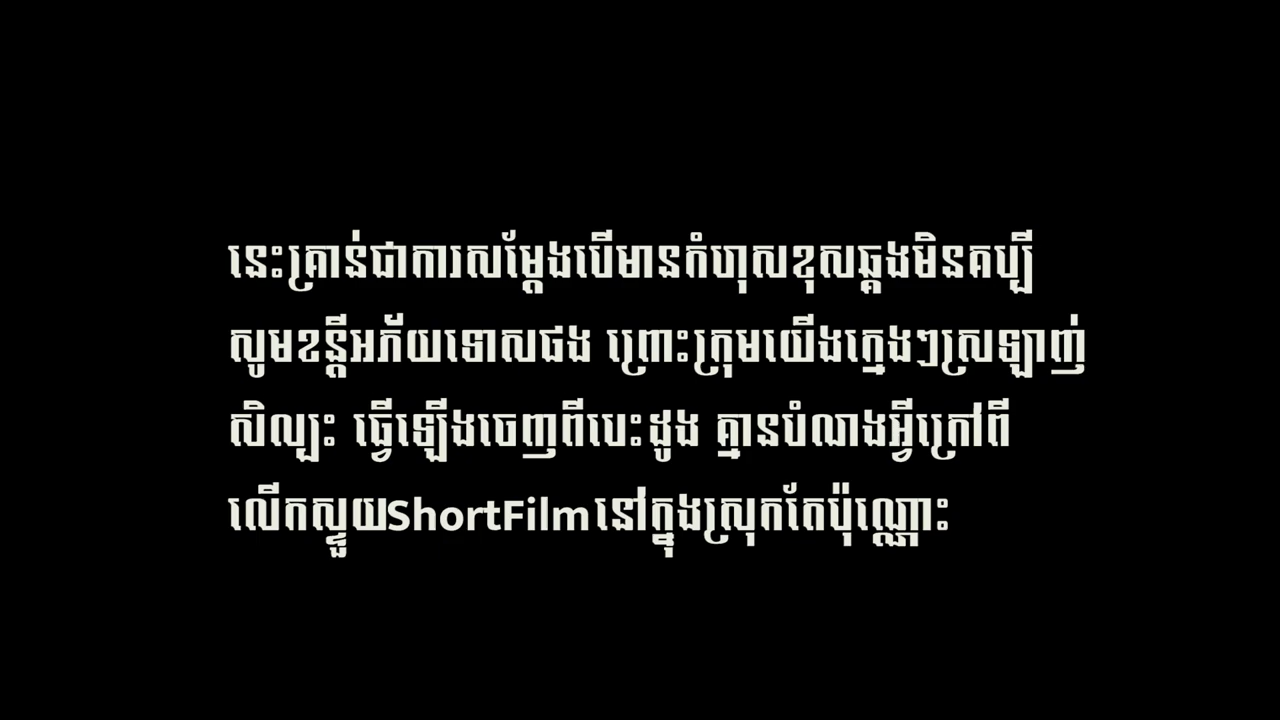 នេះគ្រាន់ជាការសម្ដែងបើមានកំហុសខុសឆ្គងមិនគប្បី
សូមខន្តីអភ័យទោសផង ព្រោះក្រុមយើងក្មេងៗស្រឡាញ់
សិល្បះ ធ្វើឡើងចេញពីបេះដូង គ្មានបំណងអ្វីក្រៅពី
លើកស្ទួយShortFilmនៅក្នុងស្រុកតែប៉ុណ្ណោះ